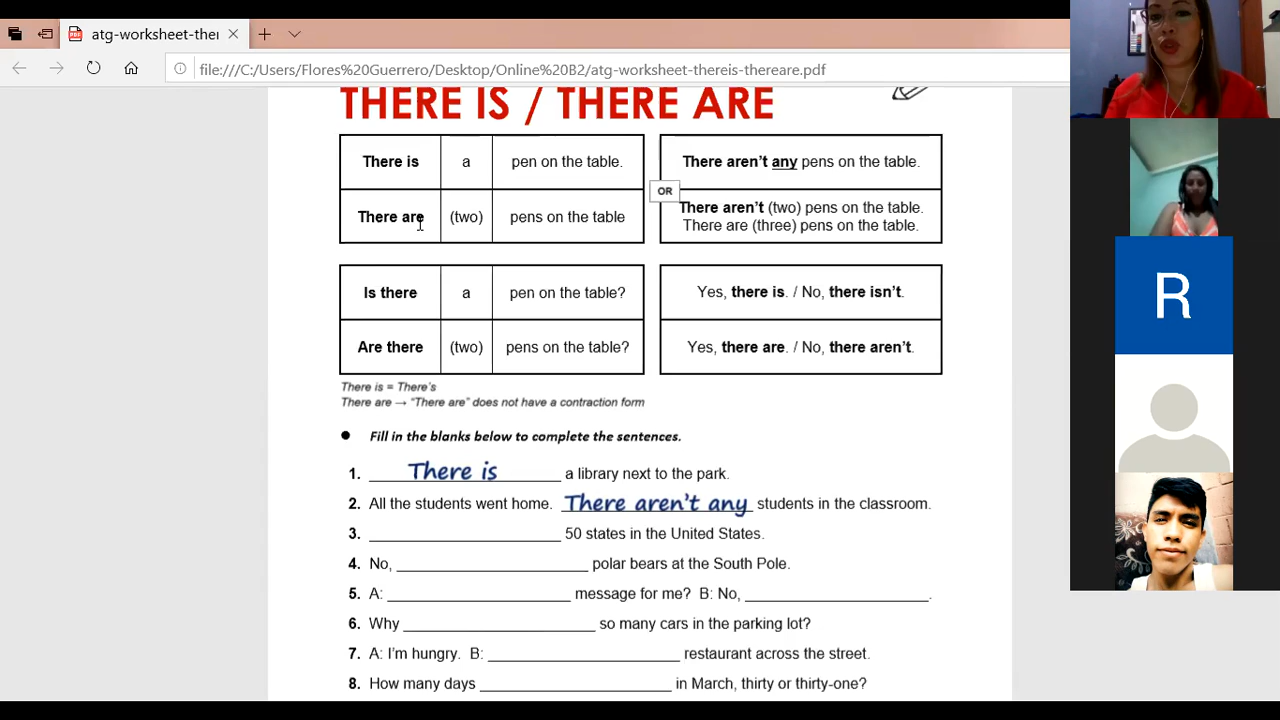 atg-worksheet-ther
file:///C:/Users/Flores%20Guerrero/Desktop/Online%20B2/atg-worksheet-thereis-thereare.pdf
THERE IS / THERE ARE
There is a pen on the table.
There are (two) pens on the table
OR
There aren't any pens on the table.
There aren't (two) pens on the table.
There are (three) pens on the table.
Is there a pen on the table?
Yes, there is. / No, there isn't.
Are there (two) pens on the table?
Yes, there are. / No, there aren't.
There is = There's
There are → “There are” does not have a contraction form
● Fill in the blanks below to complete the sentences.
1. There is a library next to the park.
2. All the students went home. There aren't any students in the classroom.
3. ____________________ 50 states in the United States.
4. No, ____________________ polar bears at the South Pole.
5. A: ____________________ message for me? B: No, ____________________.
6. Why ____________________ so many cars in the parking lot?
7. A: I'm hungry. B: ____________________ restaurant across the street.
8. How many days ____________________ in March, thirty or thirty-one?
R